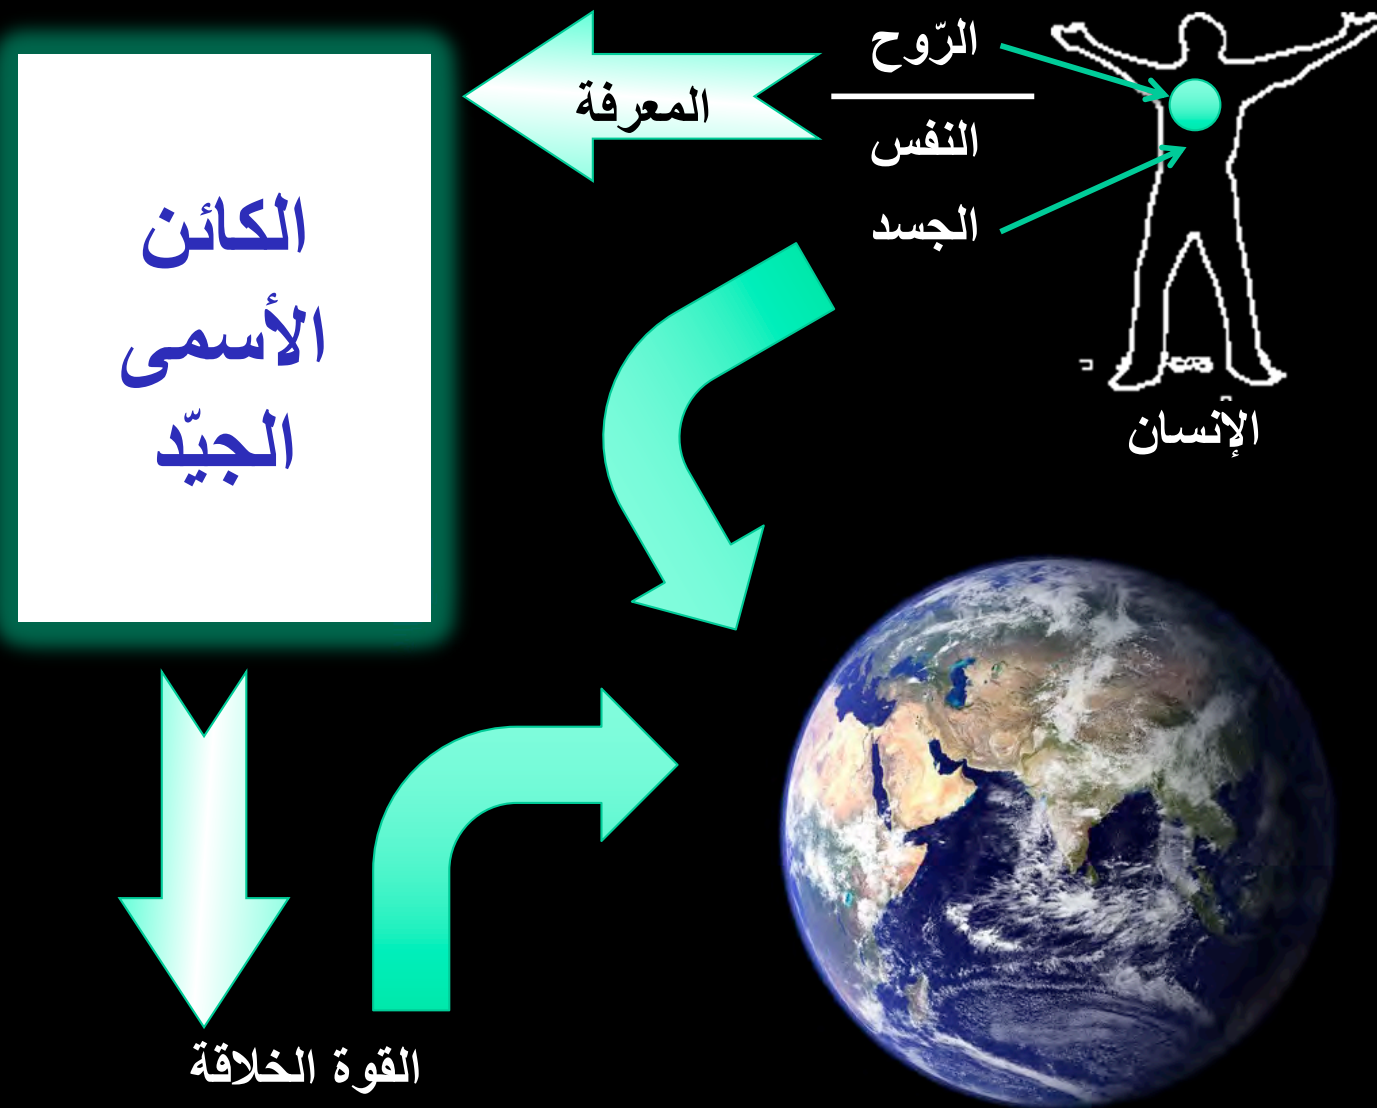 الرّوح
النفس
الجسد
المعرفة
الإنسان
الكائن
الأسمى
الجيّد
القوة الخلاقة